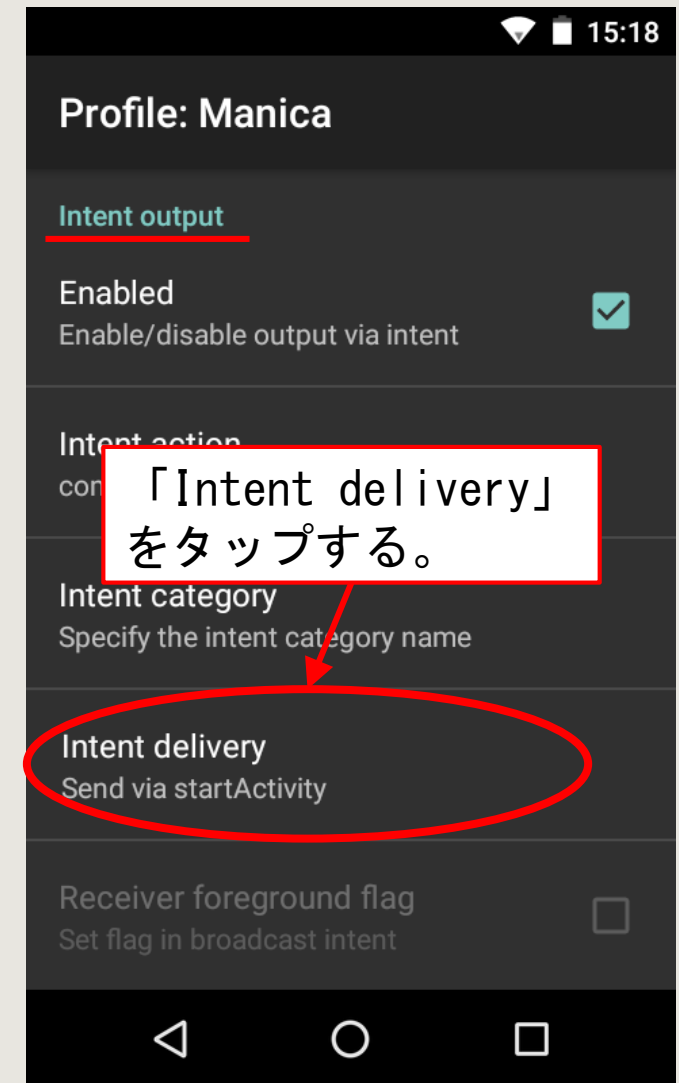 15:18
Profile: Manica
Intent output
Enabled
Enable/disable output via intent
Intent action
「Intent delivery」
をタップする。
Intent category
Specify the intent category name
Intent delivery
Send via startActivity
Receiver foreground flag
Set flag in broadcast intent